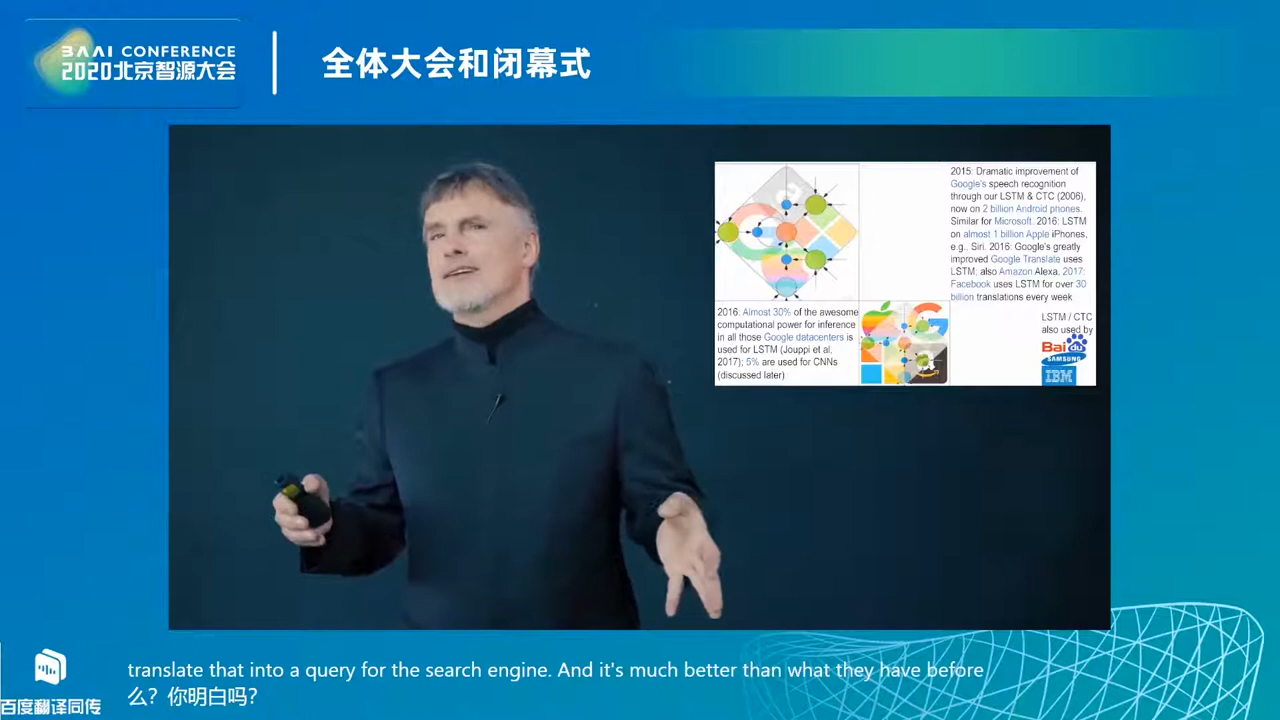 BAAI CONFERENCE
2020北京智源大会
全体大会和闭幕式
2015: Dramatic improvement of
Google's speech recognition
through our LSTM & CTC (2006),
now on 2 billion Android phones.
Similar for Microsoft. 2016: LSTM
on almost 1 billion Apple iPhones,
e.g., Siri. 2016: Google's greatly
improved Google Translate uses
LSTM; also Amazon Alexa, 2017:
Facebook uses LSTM for over 30
billion translations every week
2016: Almost 30% of the awesome
computational power for inference
in all those Google datacenters is
used for LSTM (Jouppi et al.
2017); 5% are used for CNNs
(discussed later)
LSTM / CTC
also used by
Baidu
SAMSUNG
IBM
translate that into a query for the search engine. And it's much better than what they have before
么？你明白吗？
百度翻译同传